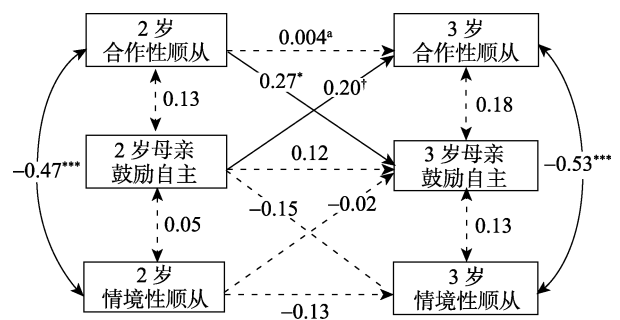 2 岁
合作性顺从
0.004ᵃ
3 岁
合作性顺从
0.27*
0.20†
0.13
0.18
2 岁母亲
鼓励自主
0.12
3 岁母亲
鼓励自主
−0.47***
−0.53***
−0.15
−0.02
0.05
0.13
2 岁
情境性顺从
−0.13
3 岁
情境性顺从